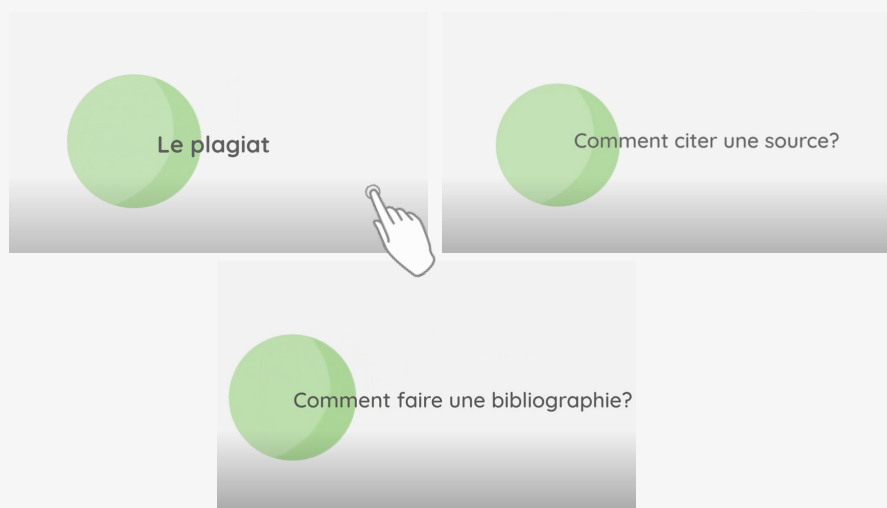 Le plagiat
Comment citer une source?
Comment faire une bibliographie?